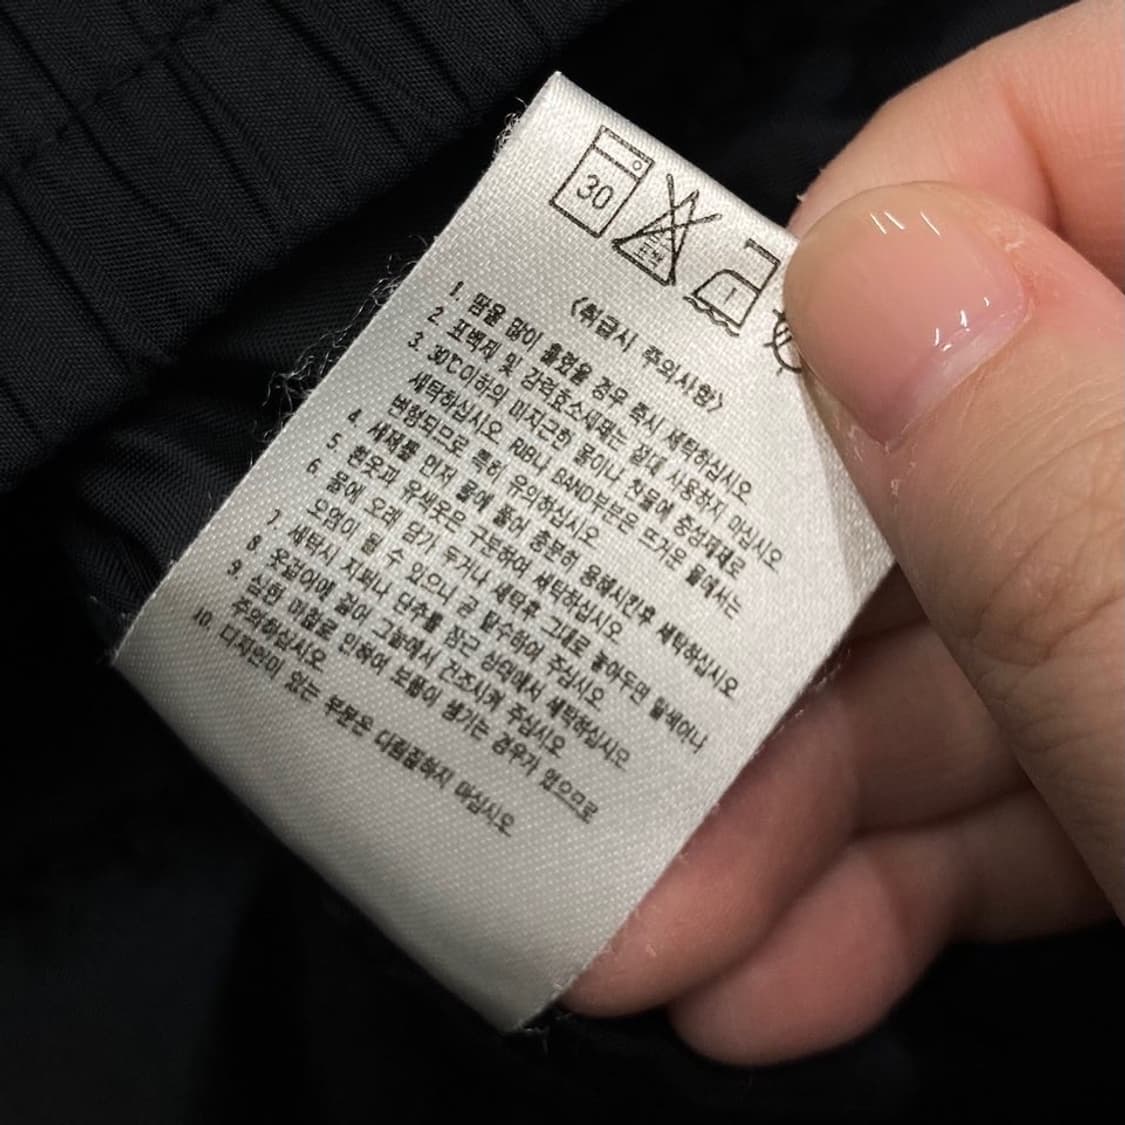 30
표백
1
〈취급시 주의사항〉
1. 땀을 많이 흘렸을 경우 즉시 세탁하십시오
2. 표백제 및 강력효소세제는 절대 사용하지 마십시오
3. 30℃이하의 미지근한 물이나 찬물에 중성세제로
세탁하십시오 RIB나 BAND부분은 뜨거운 물에서는
변형되므로 특히 유의하십시오
4. 세제를 먼저 물에 풀어 충분히 용해시킨후 세탁하십시오
5. 흰옷과 유색옷은 구분하여 세탁하십시오
6. 물에 오래 담가 두거나 세탁후 그대로 놓아두면 탈색이나
오염이 될 수 있으니 곧 탈수하여 주십시오
7. 세탁시 지퍼나 단추를 잠근 상태에서 세탁하십시오
8. 옷걸이에 걸어 그늘에서 건조시켜 주십시오
9. 심한 마찰로 인하여 보풀이 생기는 경우가 있으므로
주의하십시오
10. 디자인이 있는 부분은 다림질하지 마십시오